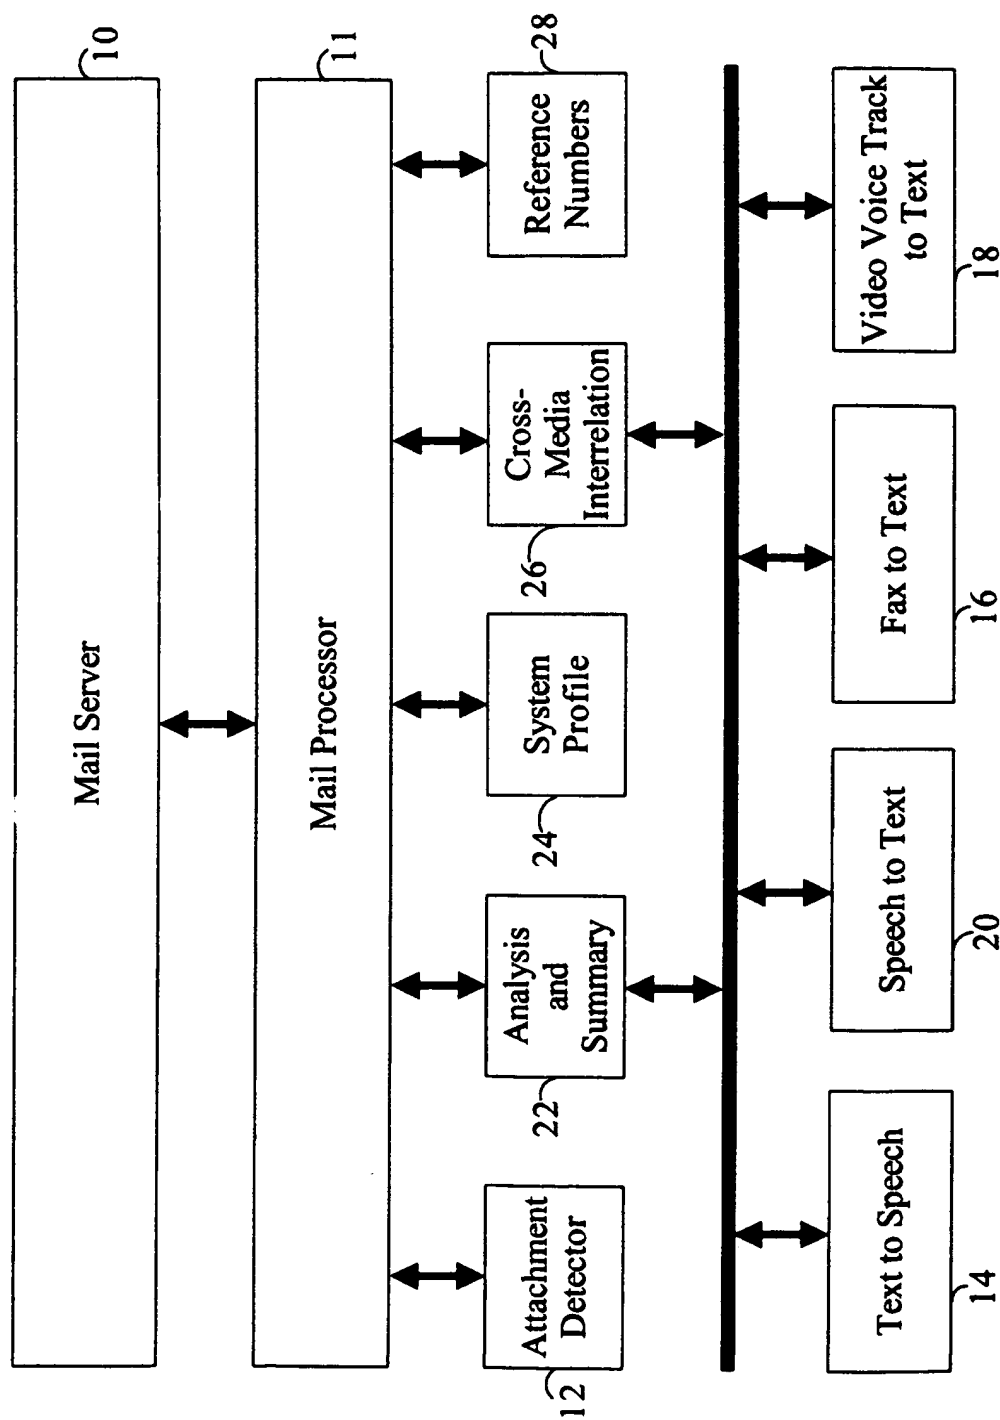 10
Mail Server
11
Mail Processor
12
Attachment
Detector
22
Analysis
and
Summary
24
System
Profile
26
Cross-
Media
Interrelation
28
Reference
Numbers
14
Text to Speech
20
Speech to Text
16
Fax to Text
18
Video Voice Track
to Text